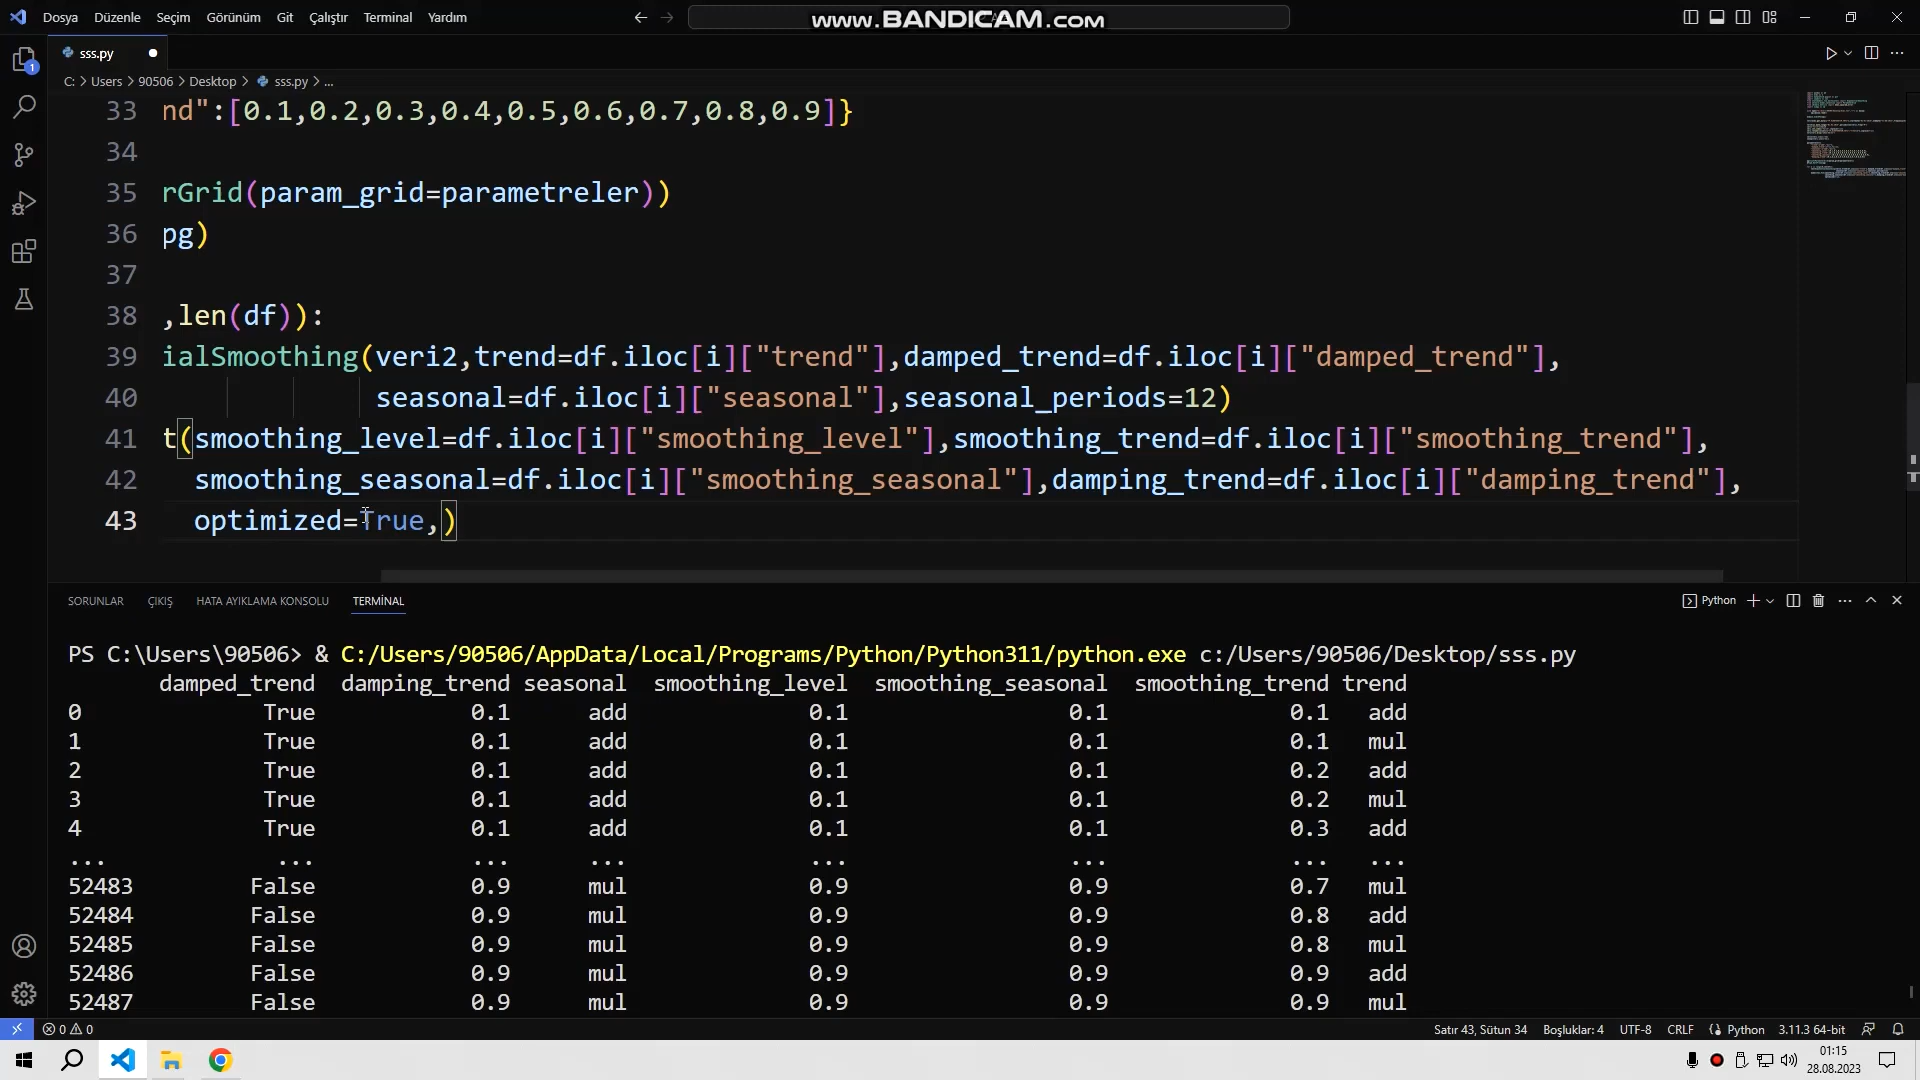 Dosya Düzenle Seçim Görünüm Git Çalıştır Terminal Yardım
www.BANDICAM.com
sss.py
C: > Users > 90506 > Desktop > sss.py > ...
33 nd":[0.1,0.2,0.3,0.4,0.5,0.6,0.7,0.8,0.9]}
34
35 rGrid(param_grid=parametreler))
36 pg)
37
38 ,len(df)):
39 ialSmoothing(veri2,trend=df.iloc[i]["trend"],damped_trend=df.iloc[i]["damped_trend"],
40 seasonal=df.iloc[i]["seasonal"],seasonal_periods=12)
41 t(smoothing_level=df.iloc[i]["smoothing_level"],smoothing_trend=df.iloc[i]["smoothing_trend"],
42 smoothing_seasonal=df.iloc[i]["smoothing_seasonal"],damping_trend=df.iloc[i]["damping_trend"],
43 optimized=True,)
SORUNLAR ÇIKIŞ HATA AYIKLAMA KONSOLU TERMİNAL
Python
PS C:\Users\90506> & C:/Users/90506/AppData/Local/Programs/Python/Python311/python.exe c:/Users/90506/Desktop/sss.py
damped_trend damping_trend seasonal smoothing_level smoothing_seasonal smoothing_trend trend
0 True 0.1 add 0.1 0.1 0.1 add
1 True 0.1 add 0.1 0.1 0.1 mul
2 True 0.1 add 0.1 0.1 0.2 add
3 True 0.1 add 0.1 0.1 0.2 mul
4 True 0.1 add 0.1 0.1 0.3 add
... ... ... ... ... ... ... ...
52483 False 0.9 mul 0.9 0.9 0.7 mul
52484 False 0.9 mul 0.9 0.9 0.8 add
52485 False 0.9 mul 0.9 0.9 0.8 mul
52486 False 0.9 mul 0.9 0.9 0.9 add
52487 False 0.9 mul 0.9 0.9 0.9 mul
0 0 Satır 43, Sütun 34 Boşluklar: 4 UTF-8 CRLF Python 3.11.3 64-bit
01:15
28.08.2023